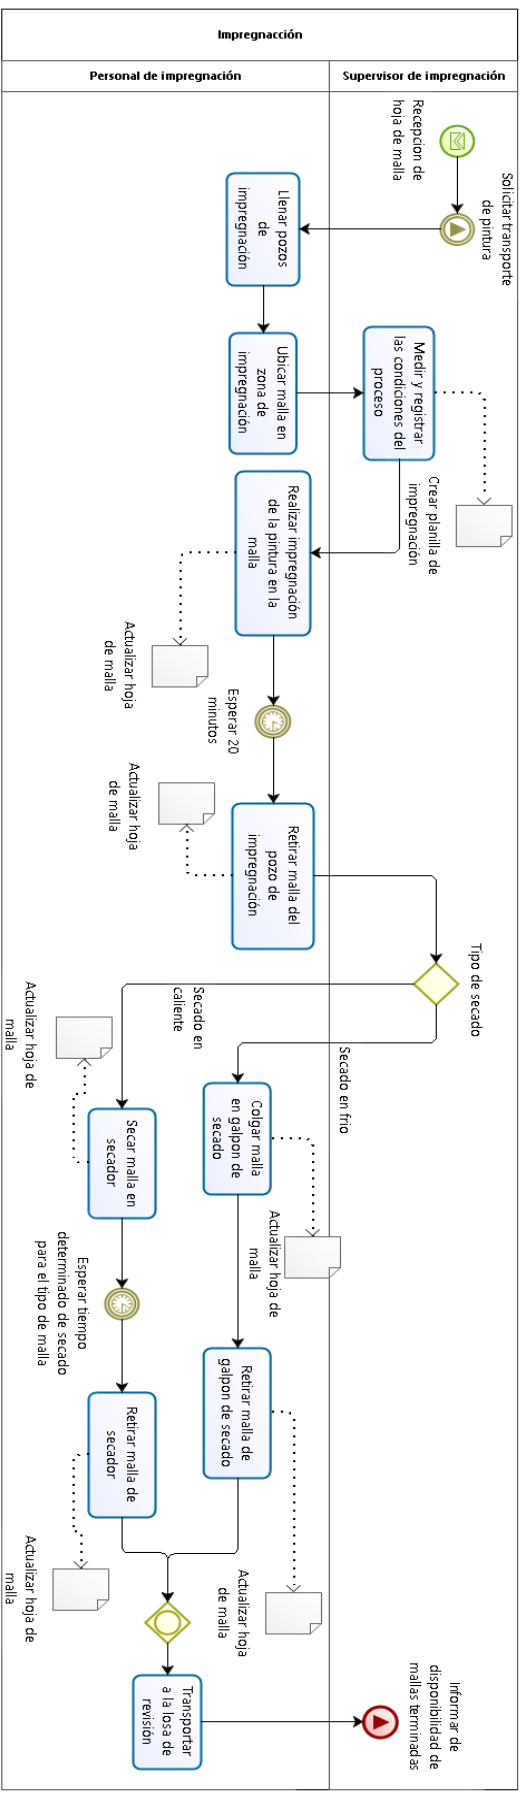 Impregnacción
Personal de impregnación
Supervisor de impregnación
Recepcion de
hoja de malla
Solicitar transporte
de pintura
Llenar pozos
de
impregnación
Ubicar malla en
zona de
impregnación
Medir y registrar
las condiciones del
proceso
Crear planilla de
impregnación
Realizar impregnación
de la pintura en la
malla
Actualizar hoja
de malla
Esperar 20
minutos
Retirar malla del
pozo de
impregnación
Actualizar hoja
de malla
Tipo de secado
Secado en
caliente
Secado en frio
Secar malla en
secador
Actualizar hoja de
malla
Colgar malla
en galpon de
secado
Actualizar hoja de
malla
Esperar tiempo
determinado de secado
para el tipo de malla
Retirar malla de
secador
Actualizar hoja de
malla
Retirar malla de
galpon de secado
Actualizar hoja
de malla
Transportar
a la losa de
revisión
Informar de
disponibilidad de
mallas terminadas